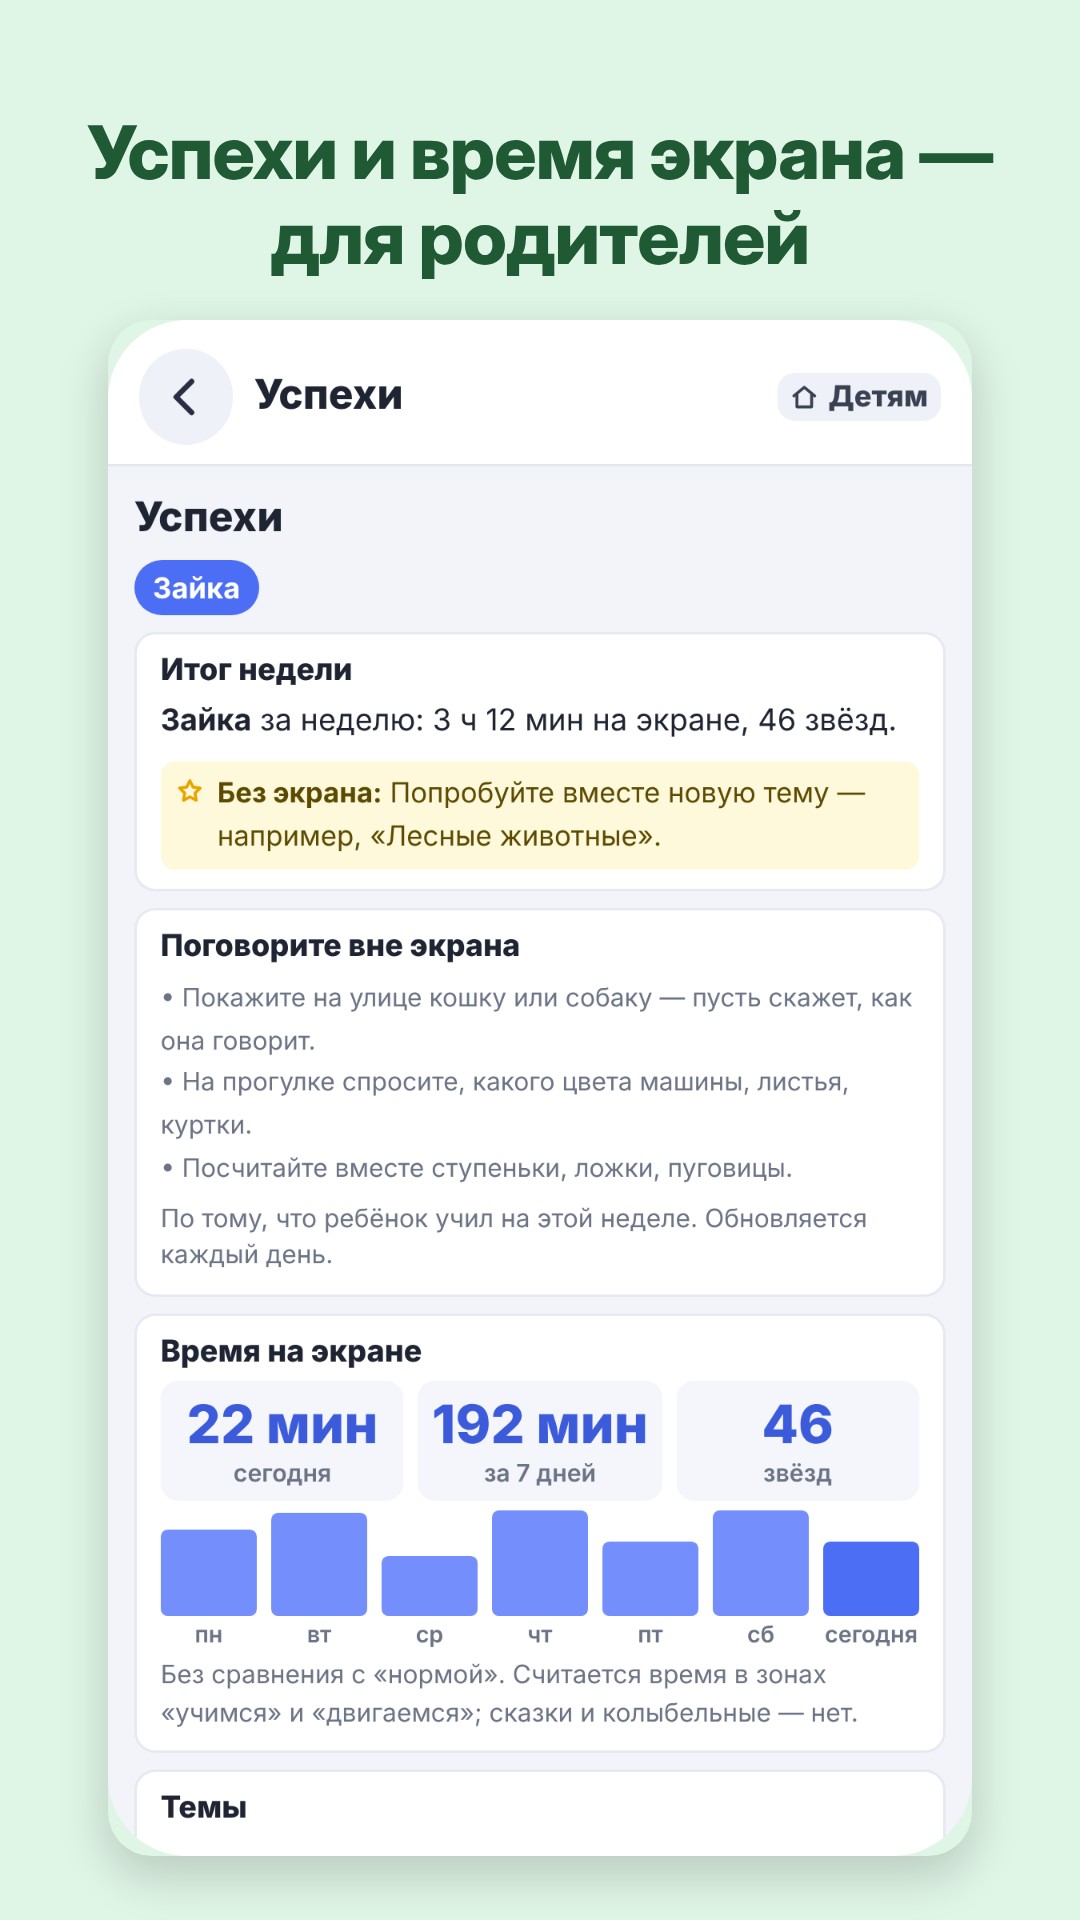 Успехи и время экрана —
для родителей
Успехи
Детям
Успехи
Зайка
Итог недели
Зайка за неделю: 3 ч 12 мин на экране, 46 звёзд.
Без экрана: Попробуйте вместе новую тему —
например, «Лесные животные».
Поговорите вне экрана
• Покажите на улице кошку или собаку — пусть скажет, как
она говорит.
• На прогулке спросите, какого цвета машины, листья,
куртки.
• Посчитайте вместе ступеньки, ложки, пуговицы.
По тому, что ребёнок учил на этой неделе. Обновляется
каждый день.
Время на экране
22 мин 192 мин 46
сегодня за 7 дней звёзд
пн вт ср чт пт сб сегодня
Без сравнения с «нормой». Считается время в зонах
«учимся» и «двигаемся»; сказки и колыбельные — нет.
Темы